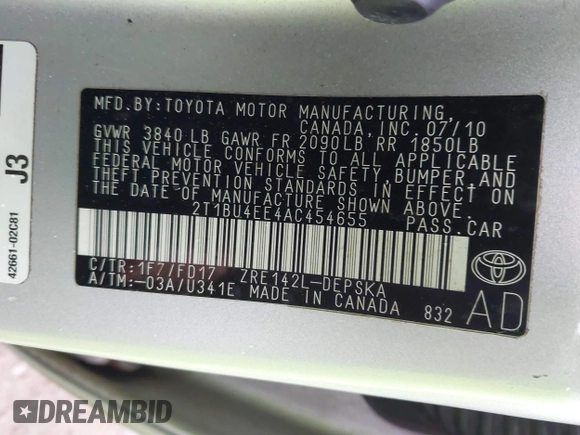 MFD.BY:TOYOTA MOTOR MANUFACTURING,
CANADA,INC.07/10
GVWR 3840LB GAWR FR 2090LB RR 1850LB
THIS VEHICLE CONFORMS TO ALL APPLICABLE
FEDERAL MOTOR VEHICLE SAFETY,BUMPER,AND
THEFT PREVENTION STANDARDS IN EFFECT ON
THE DATE OF MANUFACTURE SHOWN ABOVE.
2T1BU4EE4AC454655 PASS.CAR
C/TR:1F7/FD17 ZRE142L-DEPSKA
A/TM:-03A/U341E MADE IN CANADA 832
TOYOTA
AD
J3
42661-02C81
DREAMBID